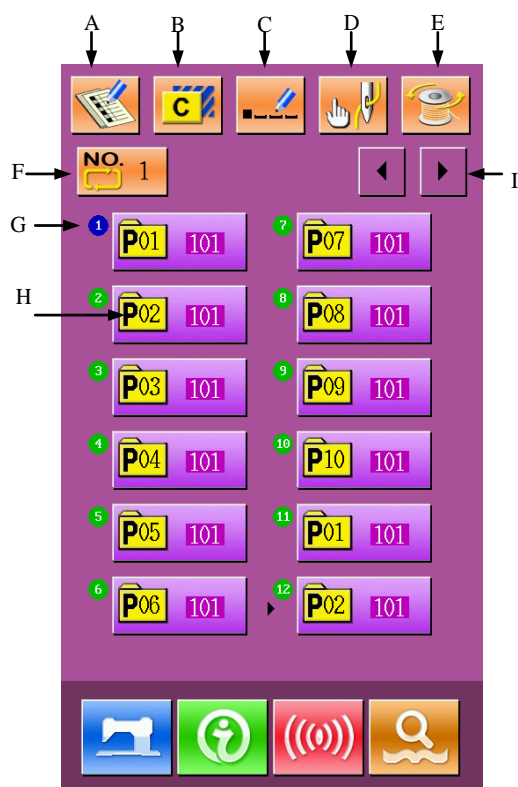 A B C D E
C
F NO. 1 I
G 1 P01 101 7 P07 101
H 2 P02 101 8 P08 101
3 P03 101 9 P09 101
4 P04 101 10 P10 101
5 P05 101 11 P01 101
6 P06 101 12 P02 101